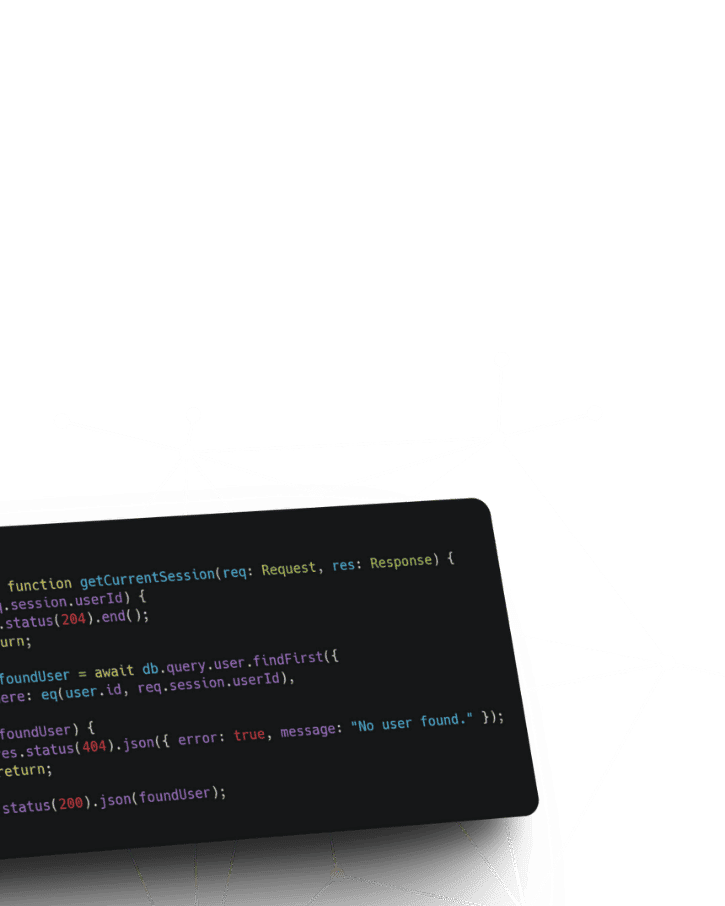 function getCurrentSession(req: Request, res: Response) {
.session.userId) {
.status(204).end();
urn;
foundUser = await db.query.user.findFirst({
ere: eq(user.id, req.session.userId),
foundUser) {
es.status(404).json({ error: true, message: "No user found." });
return;
status(200).json(foundUser);